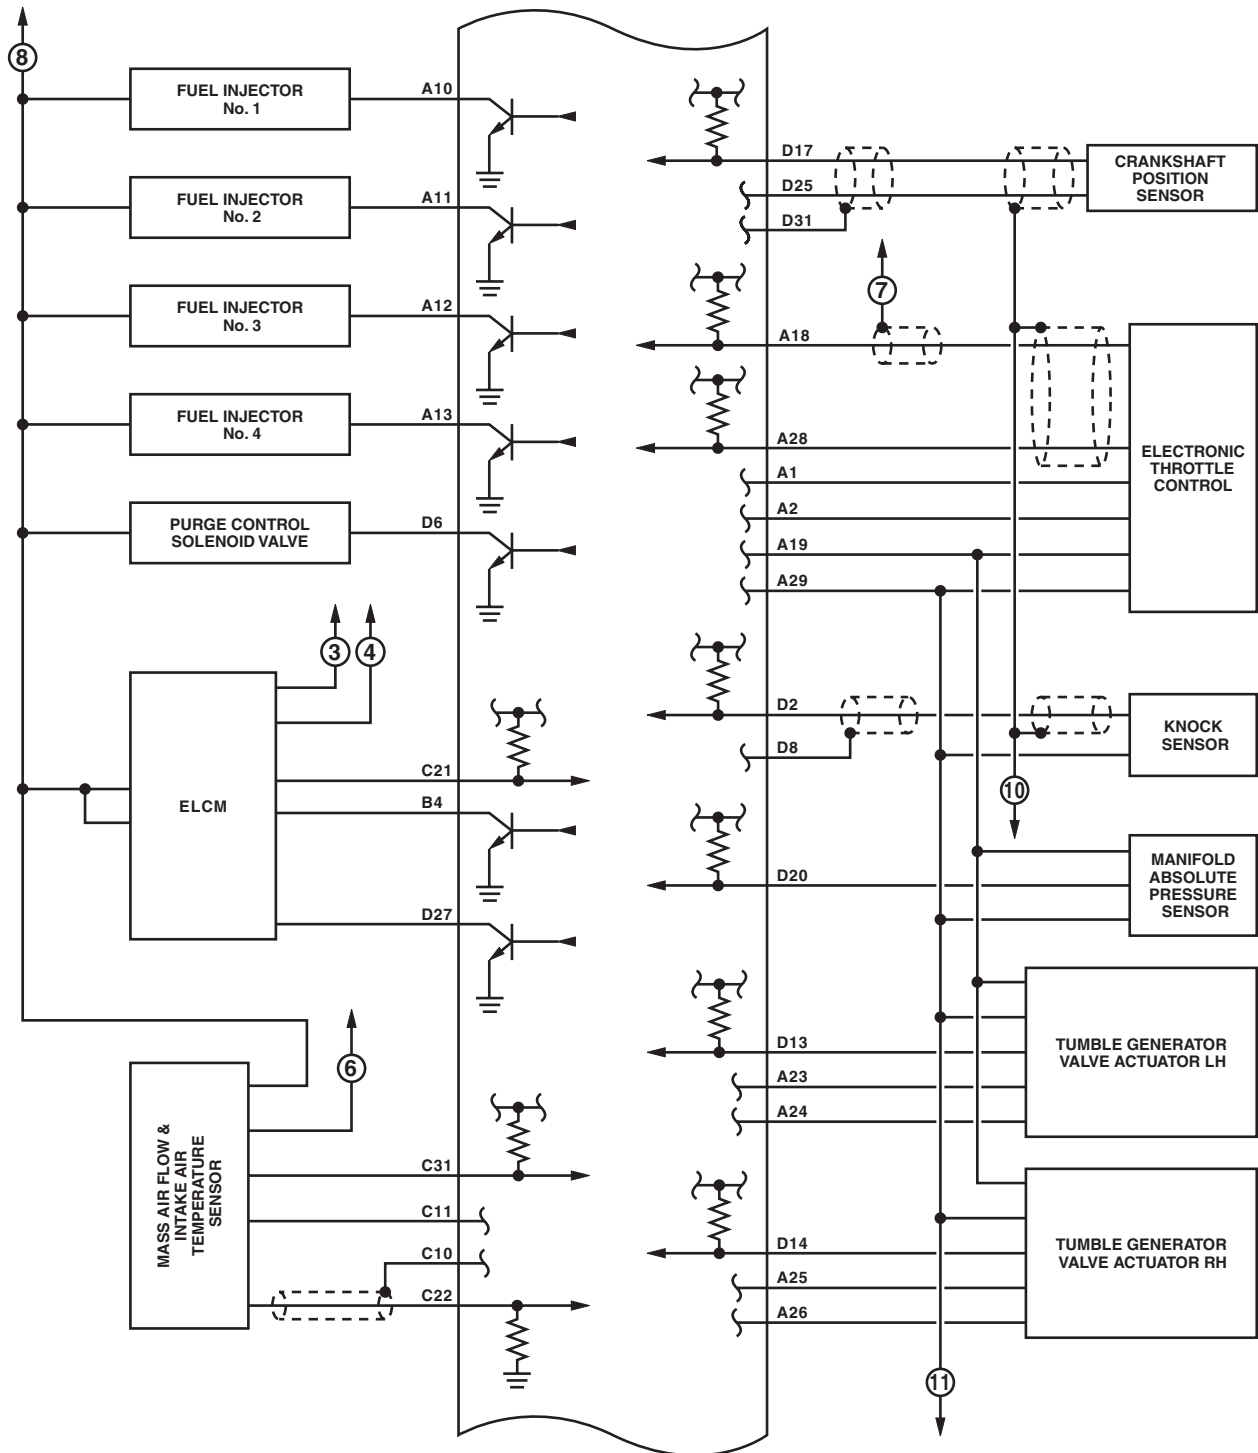 8
FUEL INJECTOR
No. 1
A10
FUEL INJECTOR
No. 2
A11
FUEL INJECTOR
No. 3
A12
FUEL INJECTOR
No. 4
A13
PURGE CONTROL
SOLENOID VALVE
D6
3
4
ELCM
C21
B4
D27
6
MASS AIR FLOW &
INTAKE AIR
TEMPERATURE
SENSOR
C31
C11
C10
C22
D17
D25
D31
CRANKSHAFT
POSITION
SENSOR
7
A18
A28
A1
A2
A19
A29
ELECTRONIC
THROTTLE
CONTROL
D2
D8
KNOCK
SENSOR
10
D20
MANIFOLD
ABSOLUTE
PRESSURE
SENSOR
D13
A23
A24
TUMBLE GENERATOR
VALVE ACTUATOR LH
D14
A25
A26
TUMBLE GENERATOR
VALVE ACTUATOR RH
11